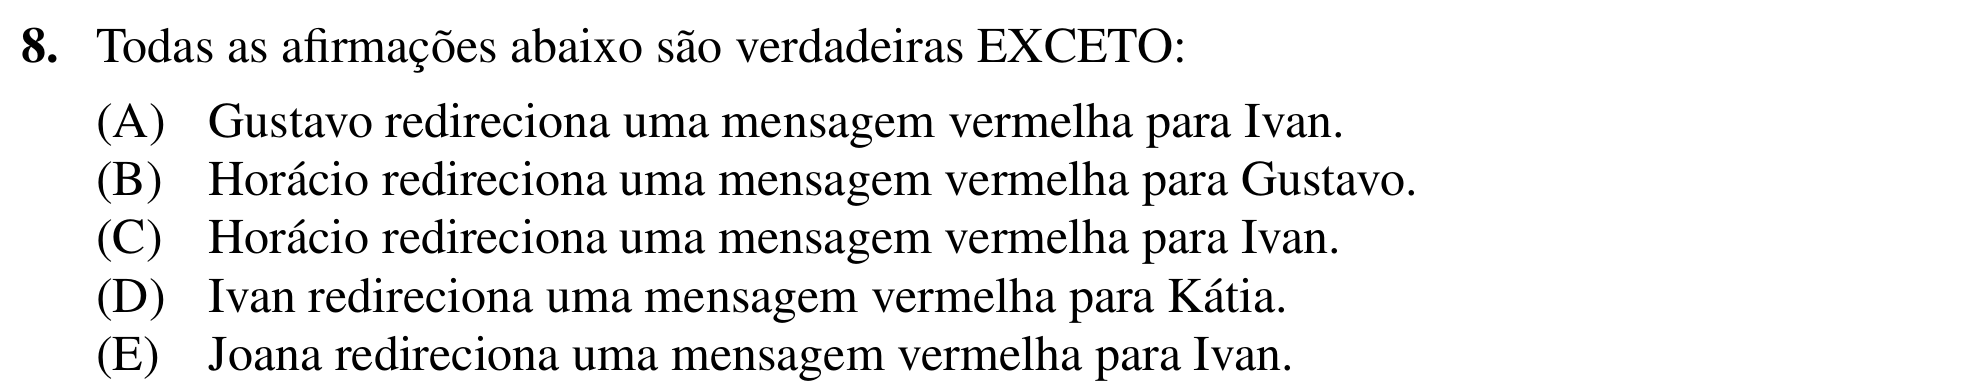 8. Todas as afirmações abaixo são verdadeiras EXCETO:
(A) Gustavo redireciona uma mensagem vermelha para Ivan.
(B) Horácio redireciona uma mensagem vermelha para Gustavo.
(C) Horácio redireciona uma mensagem vermelha para Ivan.
(D) Ivan redireciona uma mensagem vermelha para Kátia.
(E) Joana redireciona uma mensagem vermelha para Ivan.